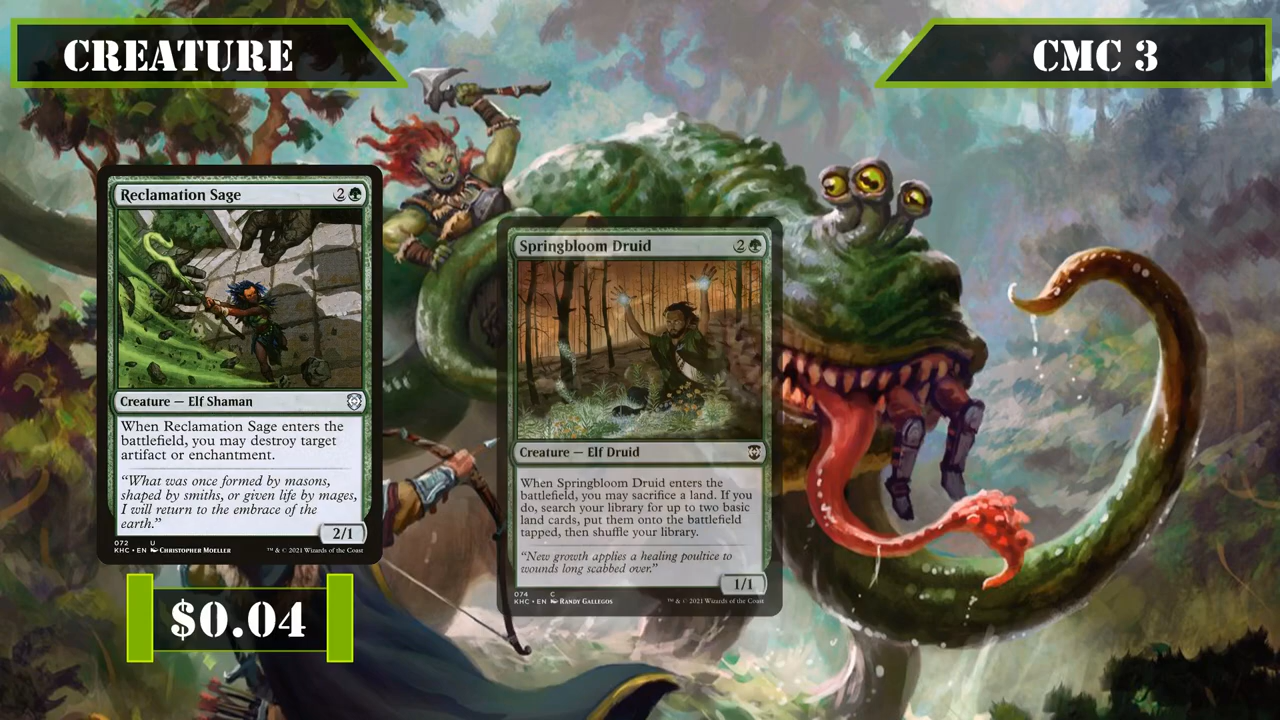 CREATURE
CMC 3
Reclamation Sage 2
Creature — Elf Shaman
When Reclamation Sage enters the
battlefield, you may destroy target
artifact or enchantment.
“What was once formed by masons,
shaped by smiths, or given life by mages,
I will return to the embrace of the
earth.”
2/1
072 U
KHC • EN Christopher Moeller ™ & © 2021 Wizards of the Coast
$0.04
Springbloom Druid 2
Creature — Elf Druid
When Springbloom Druid enters the
battlefield, you may sacrifice a land. If you
do, search your library for up to two basic
land cards, put them onto the battlefield
tapped, then shuffle your library.
“New growth applies a healing poultice to
wounds long scabbed over.”
1/1
074 C
KHC • EN Randy Gallegos ™ & © 2021 Wizards of the Coast